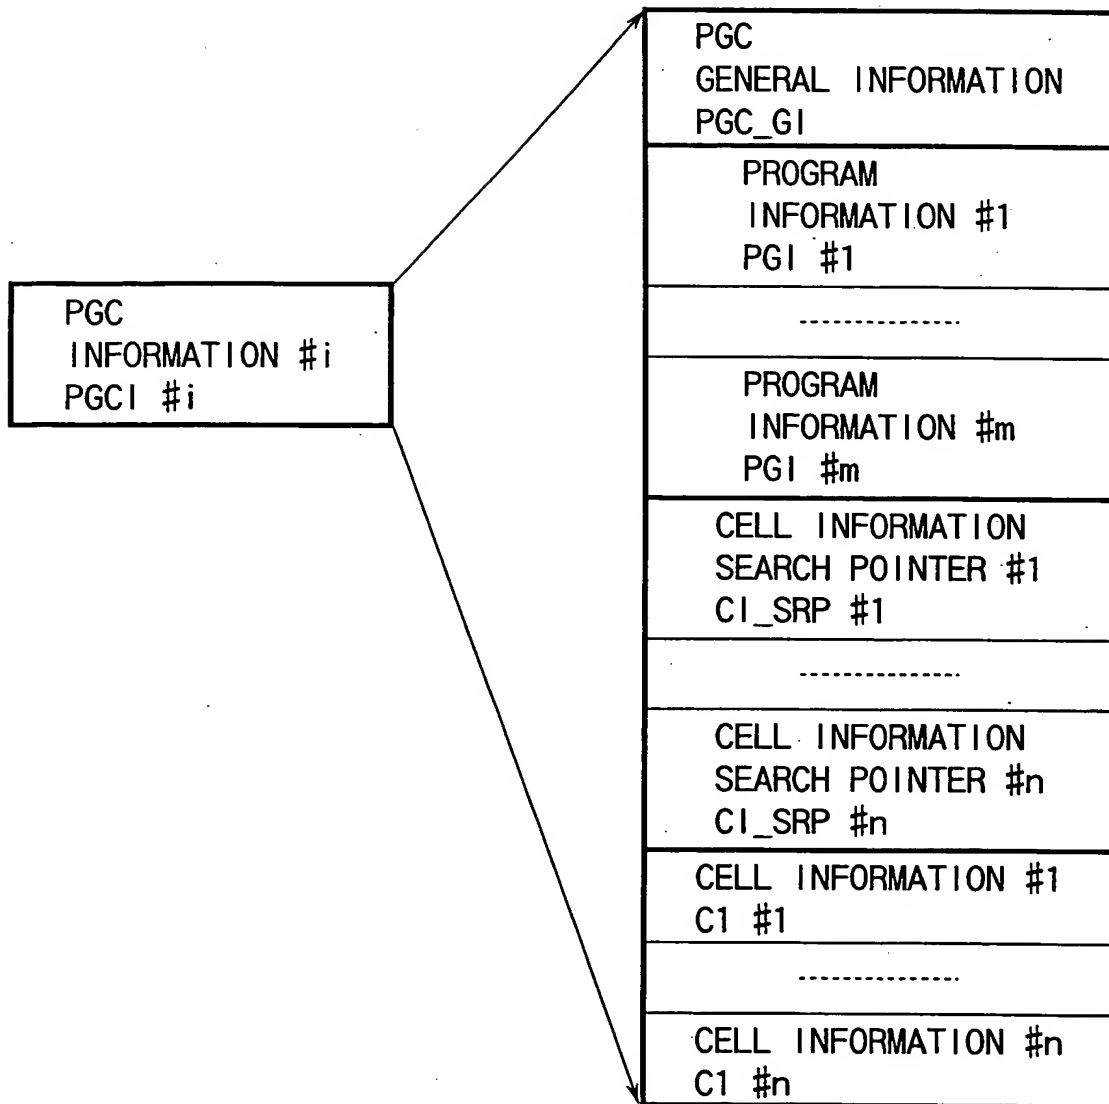 PGC
INFORMATION #i
PGCI #i
PGC
GENERAL INFORMATION
PGC_GI
PROGRAM
INFORMATION #1
PGI #1
PROGRAM
INFORMATION #m
PGI #m
CELL INFORMATION
SEARCH POINTER #1
CI_SRP #1
CELL INFORMATION
SEARCH POINTER #n
CI_SRP #n
CELL INFORMATION #1
C1 #1
CELL INFORMATION #n
C1 #n